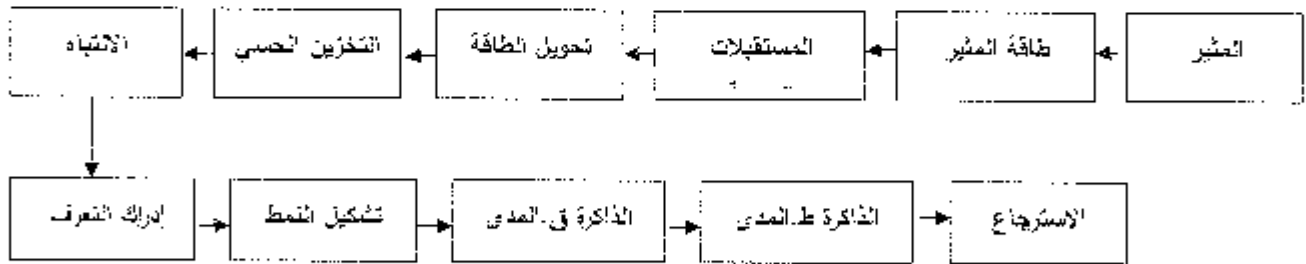 المثير
طاقة المثير
المستقبلات
تحويل الطاقة
التخزين الحسي
الانتباه
إدراك التعرف
تشكيل النمط
الذاكرة ق.المدى
الذاكرة ط.المدى
الاسترجاع